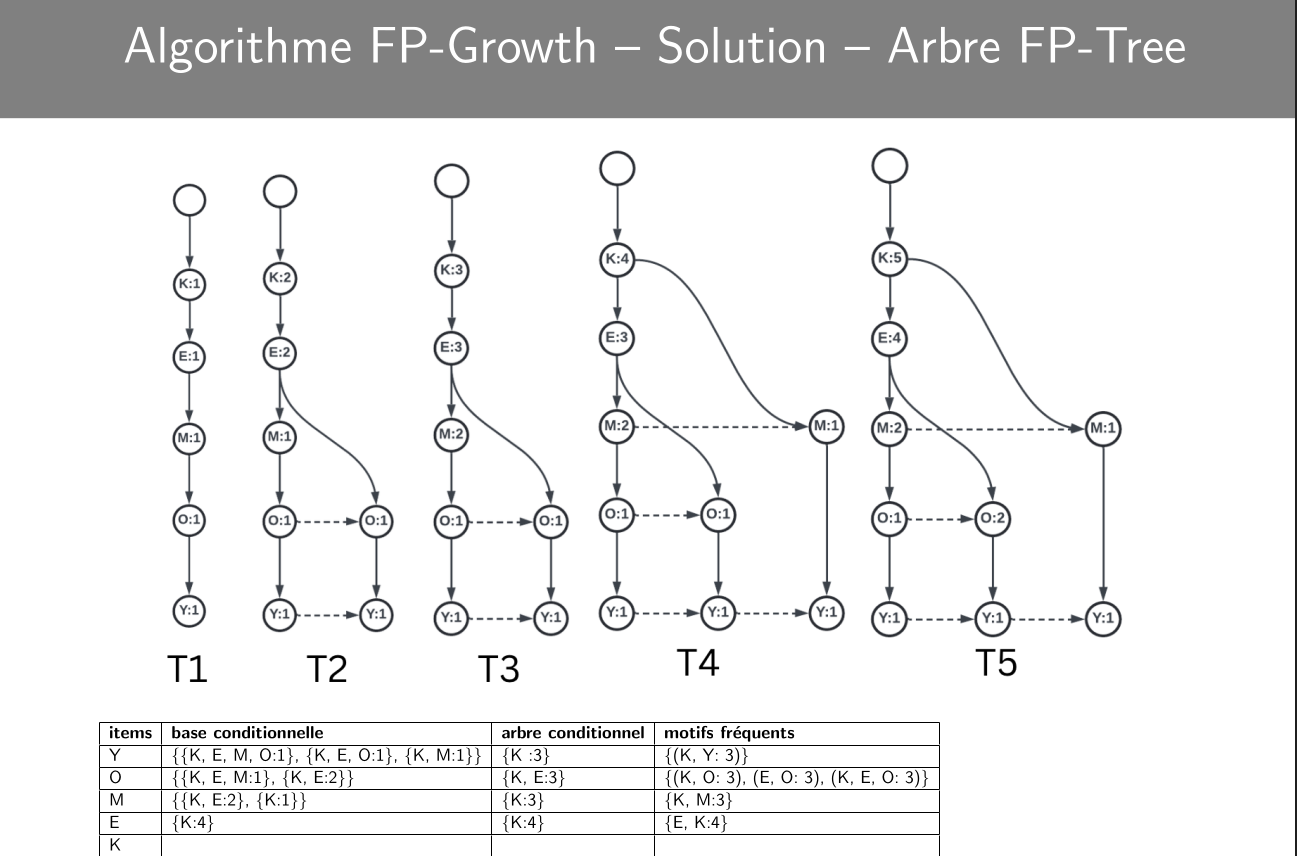 Algorithme FP-Growth – Solution – Arbre FP-Tree
K:1
E:1
M:1
O:1
Y:1
T1
K:2
E:2
M:1
O:1 O:1
Y:1 Y:1
T2
K:3
E:3
M:2
O:1 O:1
Y:1 Y:1
T3
K:4
E:3
M:2 M:1
O:1 O:1
Y:1 Y:1 Y:1
T4
K:5
E:4
M:2 M:1
O:1 O:2
Y:1 Y:1 Y:1
T5
items base conditionnelle arbre conditionnel motifs fréquents
Y {{K, E, M, O:1}, {K, E, O:1}, {K, M:1}} {K :3} {(K, Y: 3)}
O {{K, E, M:1}, {K, E:2}} {K, E:3} {(K, O: 3), (E, O: 3), (K, E, O: 3)}
M {{K, E:2}, {K:1}} {K:3} {K, M:3}
E {K:4} {K:4} {E, K:4}
K